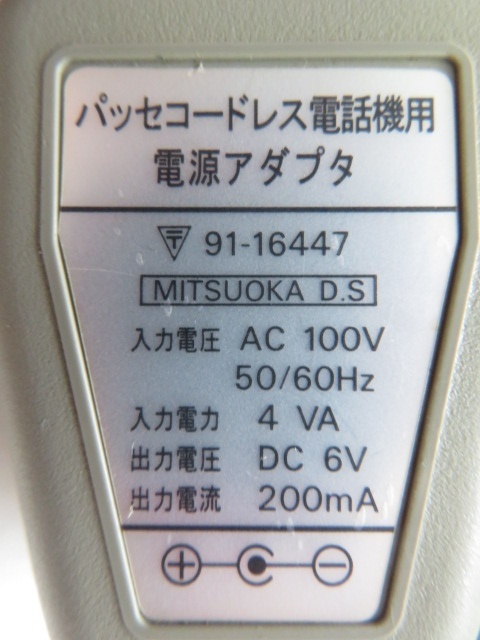 パッセコードレス電話機用
電源アダプタ
〒 91-16447
MITSUOKA D.S
入力電圧 AC 100V
50/60Hz
入力電力 4 VA
出力電圧 DC 6V
出力電流 200mA